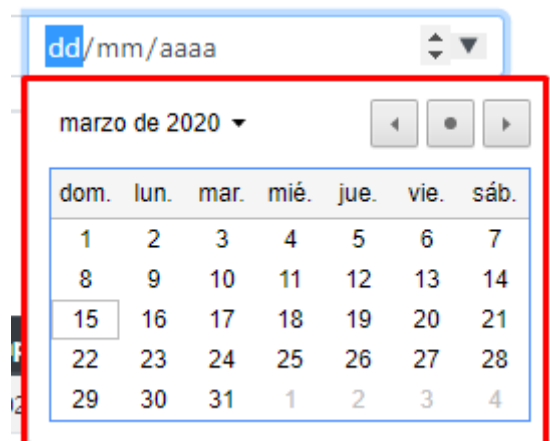 dd/mm/aaaa
marzo de 2020
dom. lun. mar. mié. jue. vie. sáb.
1 2 3 4 5 6 7
8 9 10 11 12 13 14
15 16 17 18 19 20 21
22 23 24 25 26 27 28
29 30 31 1 2 3 4